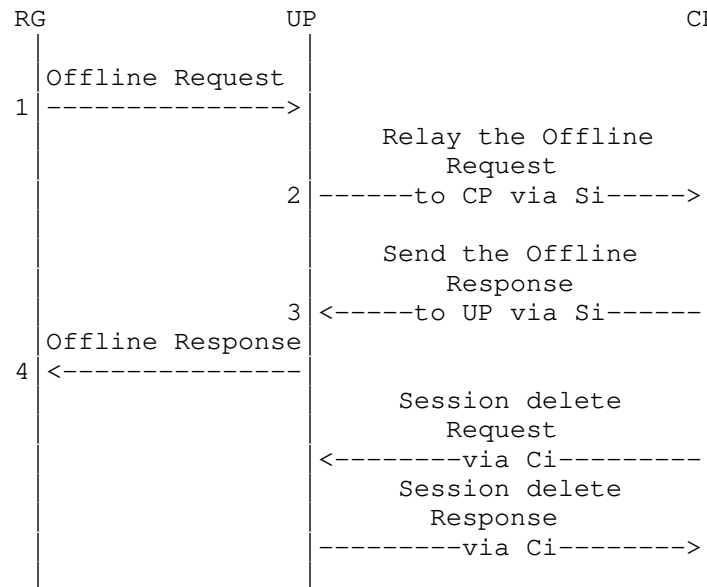 RG UP CP
Offline Request
1
Relay the Offline
Request
2 to CP via Si
Send the Offline
Response
3 to UP via Si
Offline Response
4
Session delete
Request
via Ci
Session delete
Response
via Ci